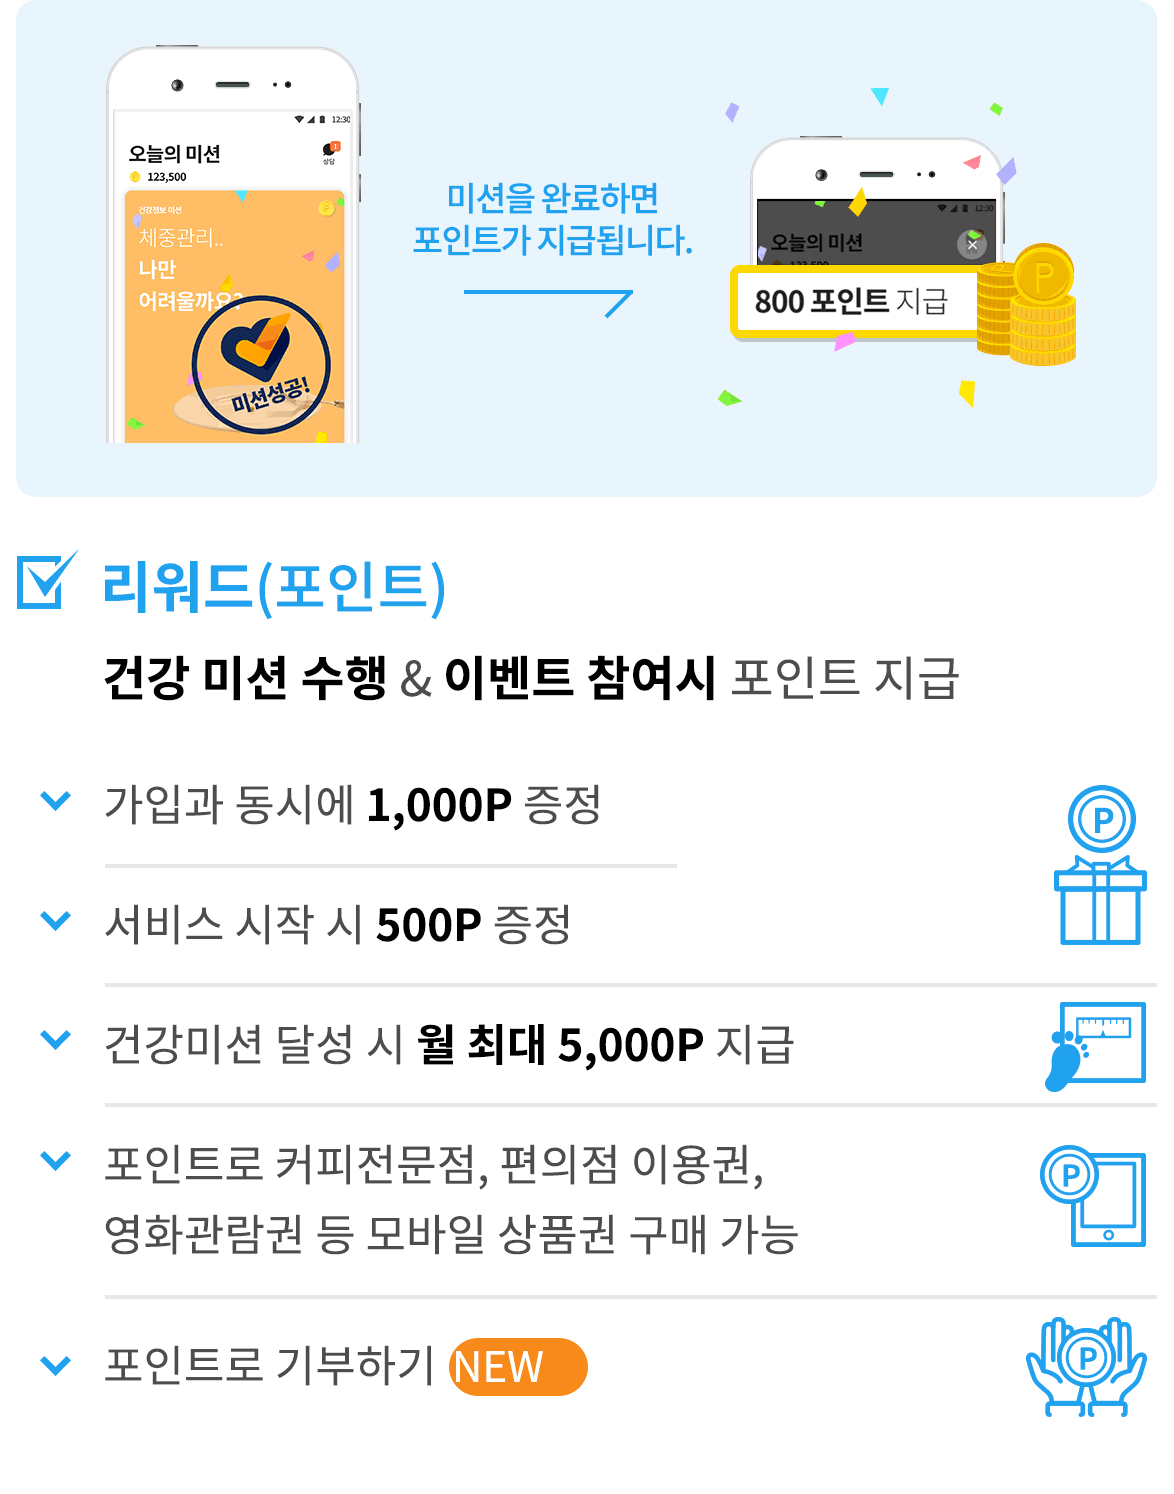 12:30
오늘의 미션
1
상담
123,500
건강정보 미션
P
체중관리..
나만
어려울까요?
미션성공!
미션을 완료하면
포인트가 지급됩니다.
12:30
오늘의 미션
123,500
P
800 포인트 지급
리워드(포인트)
건강 미션 수행 & 이벤트 참여시 포인트 지급
가입과 동시에 1,000P 증정
P
서비스 시작 시 500P 증정
건강미션 달성 시 월 최대 5,000P 지급
포인트로 커피전문점, 편의점 이용권,
P
영화관람권 등 모바일 상품권 구매 가능
포인트로 기부하기 NEW
P